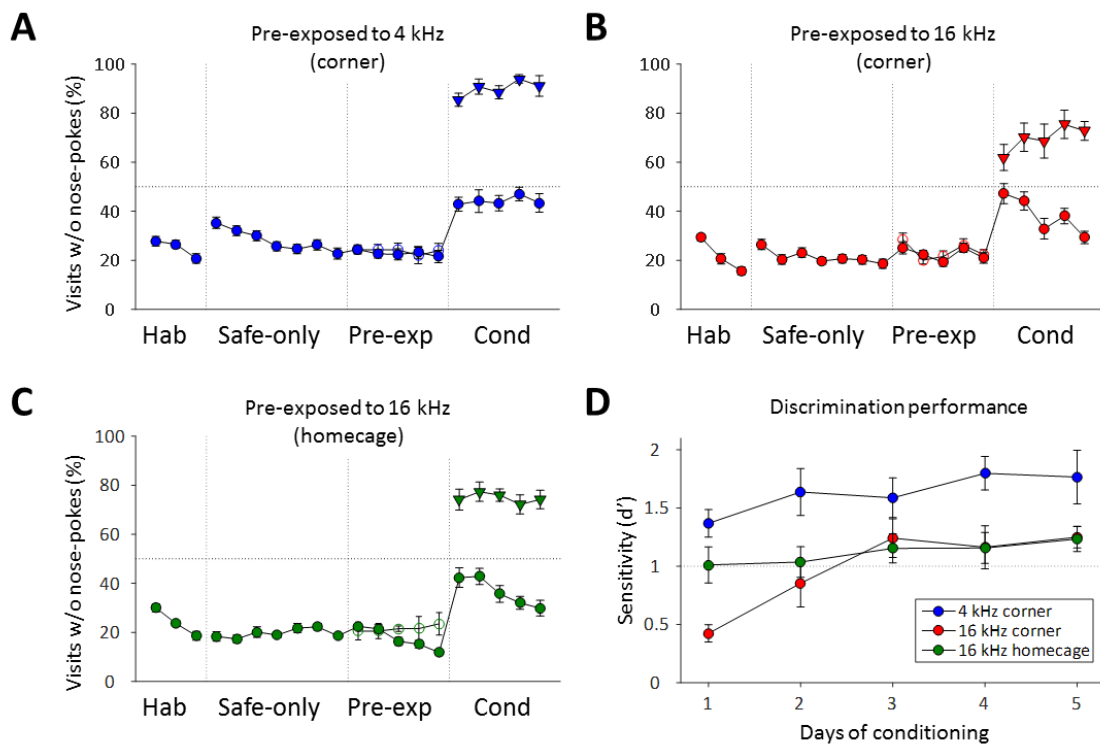 A
Pre-exposed to 4 kHz
(corner)
Visits w/o nose-pokes (%)
100
80
60
40
20
0
Hab Safe-only Pre-exp Cond
B
Pre-exposed to 16 kHz
(corner)
100
80
60
40
20
0
Hab Safe-only Pre-exp Cond
C
Pre-exposed to 16 kHz
(homecage)
Visits w/o nose-pokes (%)
100
80
60
40
20
0
Hab Safe-only Pre-exp Cond
D
Discrimination performance
Sensitivity (d’)
2
1.5
1
0.5
0
4 kHz corner
16 kHz corner
16 kHz homecage
1 2 3 4 5
Days of conditioning